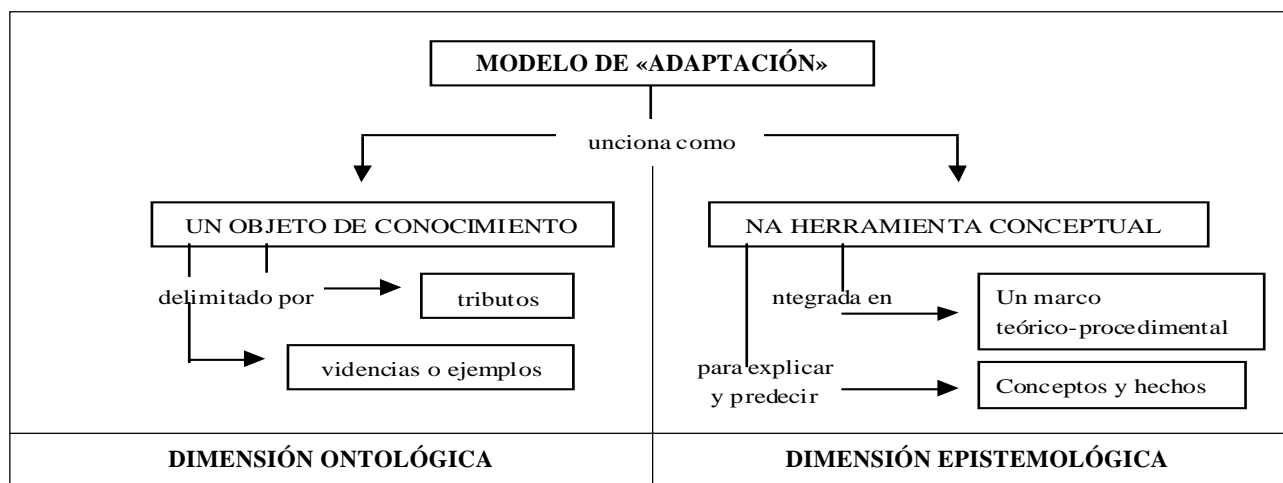 MODELO DE «ADAPTACIÓN»
unciona como
UN OBJETO DE CONOCIMIENTO
delimitado por
tributos
videncias o ejemplos
NA HERRAMIENTA CONCEPTUAL
ntegrada en
Un marco
teórico-procedimental
para explicar
y predecir
Conceptos y hechos
DIMENSIÓN ONTOLÓGICA
DIMENSIÓN EPISTEMOLÓGICA